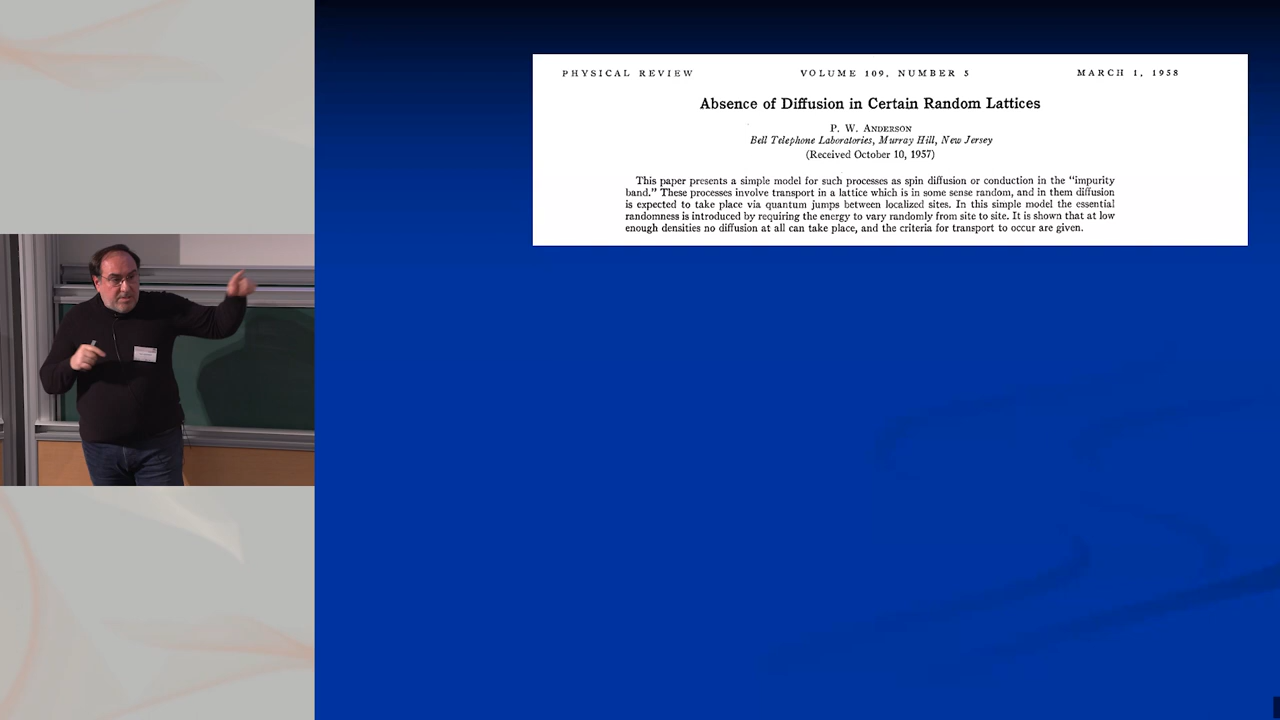 PHYSICAL REVIEW VOLUME 109, NUMBER 5 MARCH 1, 1958
Absence of Diffusion in Certain Random Lattices
P. W. ANDERSON
Bell Telephone Laboratories, Murray Hill, New Jersey
(Received October 10, 1957)
This paper presents a simple model for such processes as spin diffusion or conduction in the “impurity
band.” These processes involve transport in a lattice which is in some sense random, and in them diffusion
is expected to take place via quantum jumps between localized sites. In this simple model the essential
randomness is introduced by requiring the energy to vary randomly from site to site. It is shown that at low
enough densities no diffusion at all can take place, and the criteria for transport to occur are given.